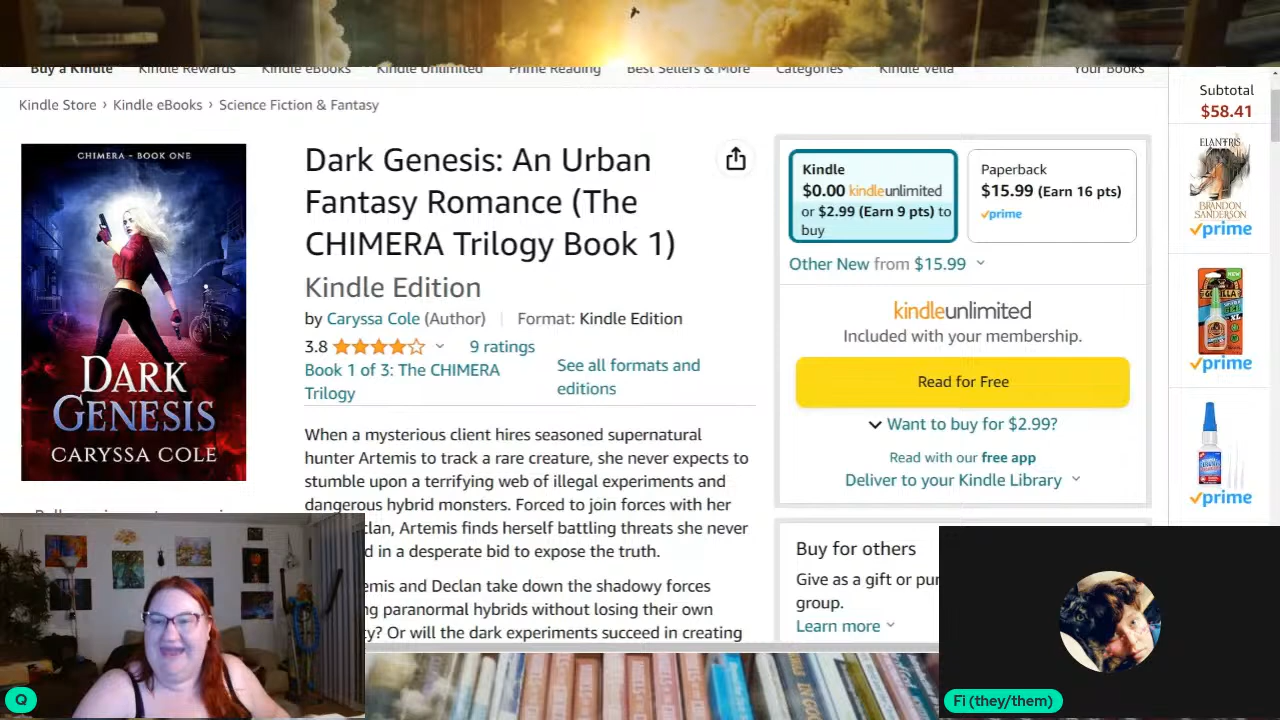 Buy a Kindle Kindle Rewards Kindle eBooks Kindle Unlimited Prime Reading Best Sellers & More Categories Kindle Vella Your Books
Kindle Store › Kindle eBooks › Science Fiction & Fantasy
Subtotal
$58.41
CHIMERA - BOOK ONE
DARK
GENESIS
CARYSSA COLE
Dark Genesis: An Urban
Fantasy Romance (The
CHIMERA Trilogy Book 1)
Kindle Edition
by Caryssa Cole (Author) | Format: Kindle Edition
3.8 9 ratings
Book 1 of 3: The CHIMERA
Trilogy
See all formats and
editions
When a mysterious client hires seasoned supernatural
hunter Artemis to track a rare creature, she never expects to
stumble upon a terrifying web of illegal experiments and
dangerous hybrid monsters. Forced to join forces with her
clan, Artemis finds herself battling threats she never
d in a desperate bid to expose the truth.
emis and Declan take down the shadowy forces
ng paranormal hybrids without losing their own
y? Or will the dark experiments succeed in creating
Kindle
$0.00 kindleunlimited
or $2.99 (Earn 9 pts) to
buy
Paperback
$15.99 (Earn 16 pts)
prime
Other New from $15.99
kindleunlimited
Included with your membership.
Read for Free
Want to buy for $2.99?
Read with our free app
Deliver to your Kindle Library
Buy for others
Give as a gift or pur
group.
Learn more
ELANTRIS
BRANDON
SANDERSON
prime
GORILLA
prime
prime
Q
Fi (they/them)